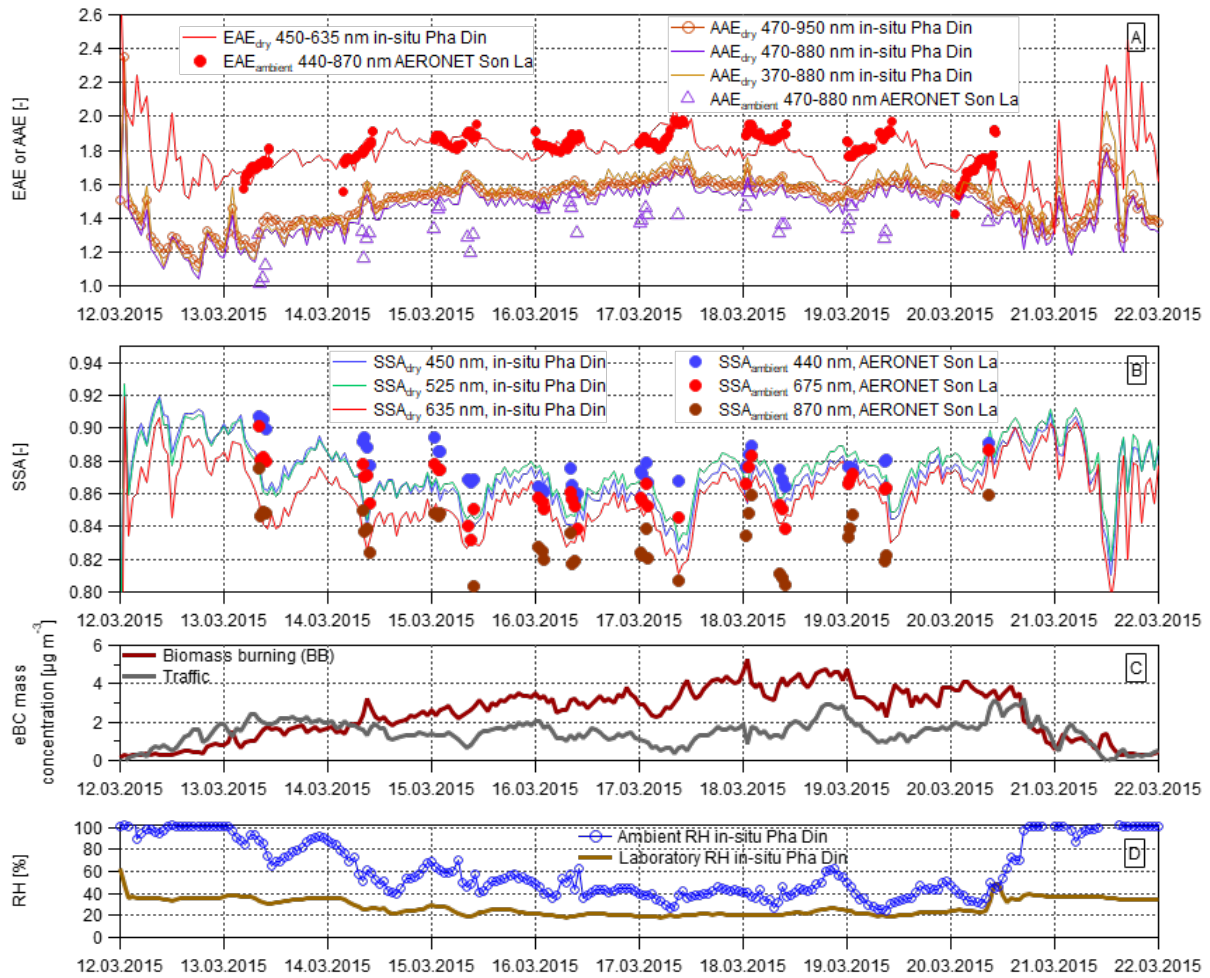 2.6
2.4
2.2
2.0
1.8
1.6
1.4
1.2
1.0
EAE or AAE [-]
EAEdry 450-635 nm in-situ Pha Din
EAEambient 440-870 nm AERONET Son La
AAEdry 470-950 nm in-situ Pha Din
AAEdry 470-880 nm in-situ Pha Din
AAEdry 370-880 nm in-situ Pha Din
AAEambient 470-880 nm AERONET Son La
A
12.03.2015 13.03.2015 14.03.2015 15.03.2015 16.03.2015 17.03.2015 18.03.2015 19.03.2015 20.03.2015 21.03.2015 22.03.2015
0.94
0.92
0.90
0.88
0.86
0.84
0.82
0.80
SSA [-]
SSAdry 450 nm, in-situ Pha Din
SSAdry 525 nm, in-situ Pha Din
SSAdry 635 nm, in-situ Pha Din
SSAambient 440 nm, AERONET Son La
SSAambient 675 nm, AERONET Son La
SSAambient 870 nm, AERONET Son La
B
12.03.2015 13.03.2015 14.03.2015 15.03.2015 16.03.2015 17.03.2015 18.03.2015 19.03.2015 20.03.2015 21.03.2015 22.03.2015
6
4
2
0
eBC mass
concentration [µg m⁻³]
Biomass burning (BB)
Traffic
C
12.03.2015 13.03.2015 14.03.2015 15.03.2015 16.03.2015 17.03.2015 18.03.2015 19.03.2015 20.03.2015 21.03.2015 22.03.2015
100
80
60
40
20
0
RH [%]
Ambient RH in-situ Pha Din
Laboratory RH in-situ Pha Din
D
12.03.2015 13.03.2015 14.03.2015 15.03.2015 16.03.2015 17.03.2015 18.03.2015 19.03.2015 20.03.2015 21.03.2015 22.03.2015